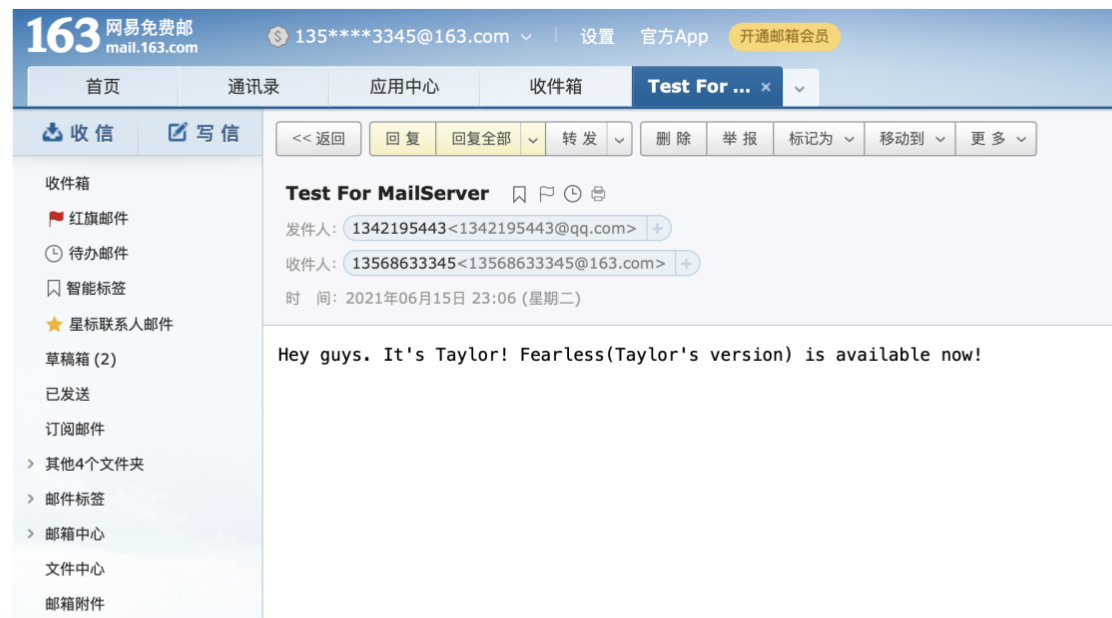 163 网易免费邮
mail.163.com
135****3345@163.com 设置 官方App 开通邮箱会员
首页 通讯录 应用中心 收件箱 Test For ... ×
收信 写信
<< 返回 回复 回复全部 转发 删除 举报 标记为 移动到 更多
收件箱
红旗邮件
待办邮件
智能标签
星标联系人邮件
草稿箱 (2)
已发送
订阅邮件
其他4个文件夹
邮件标签
邮箱中心
文件中心
邮箱附件
Test For MailServer
发件人: 1342195443<1342195443@qq.com> +
收件人: 13568633345<13568633345@163.com> +
时 间: 2021年06月15日 23:06 (星期二)
Hey guys. It's Taylor! Fearless(Taylor's version) is available now!